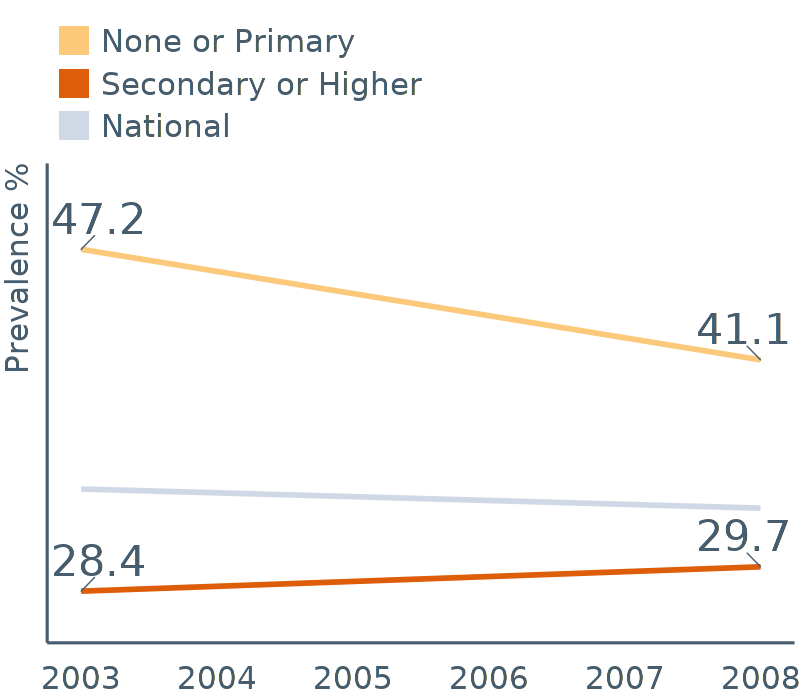 None or Primary
Secondary or Higher
National
Prevalence %
47.2
41.1
29.7
28.4
2003 2004 2005 2006 2007 2008